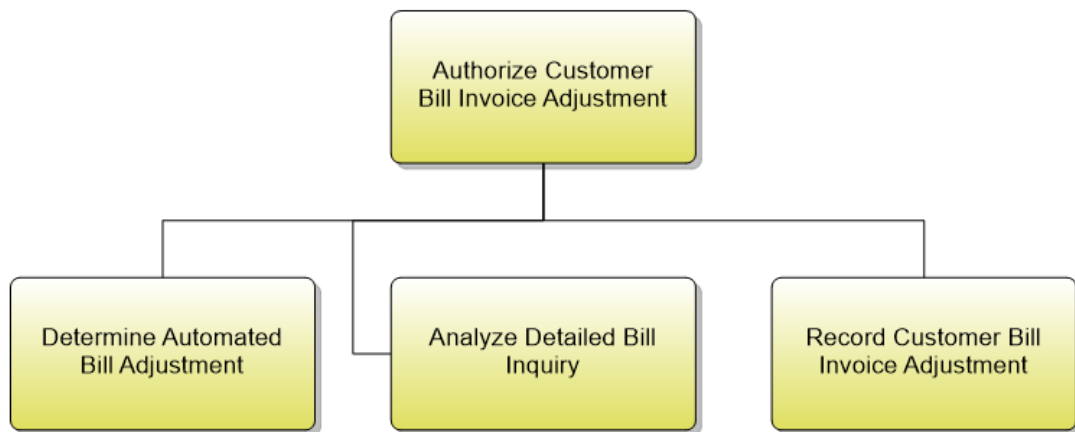 Authorize Customer
Bill Invoice Adjustment
Determine Automated
Bill Adjustment
Analyze Detailed Bill
Inquiry
Record Customer Bill
Invoice Adjustment